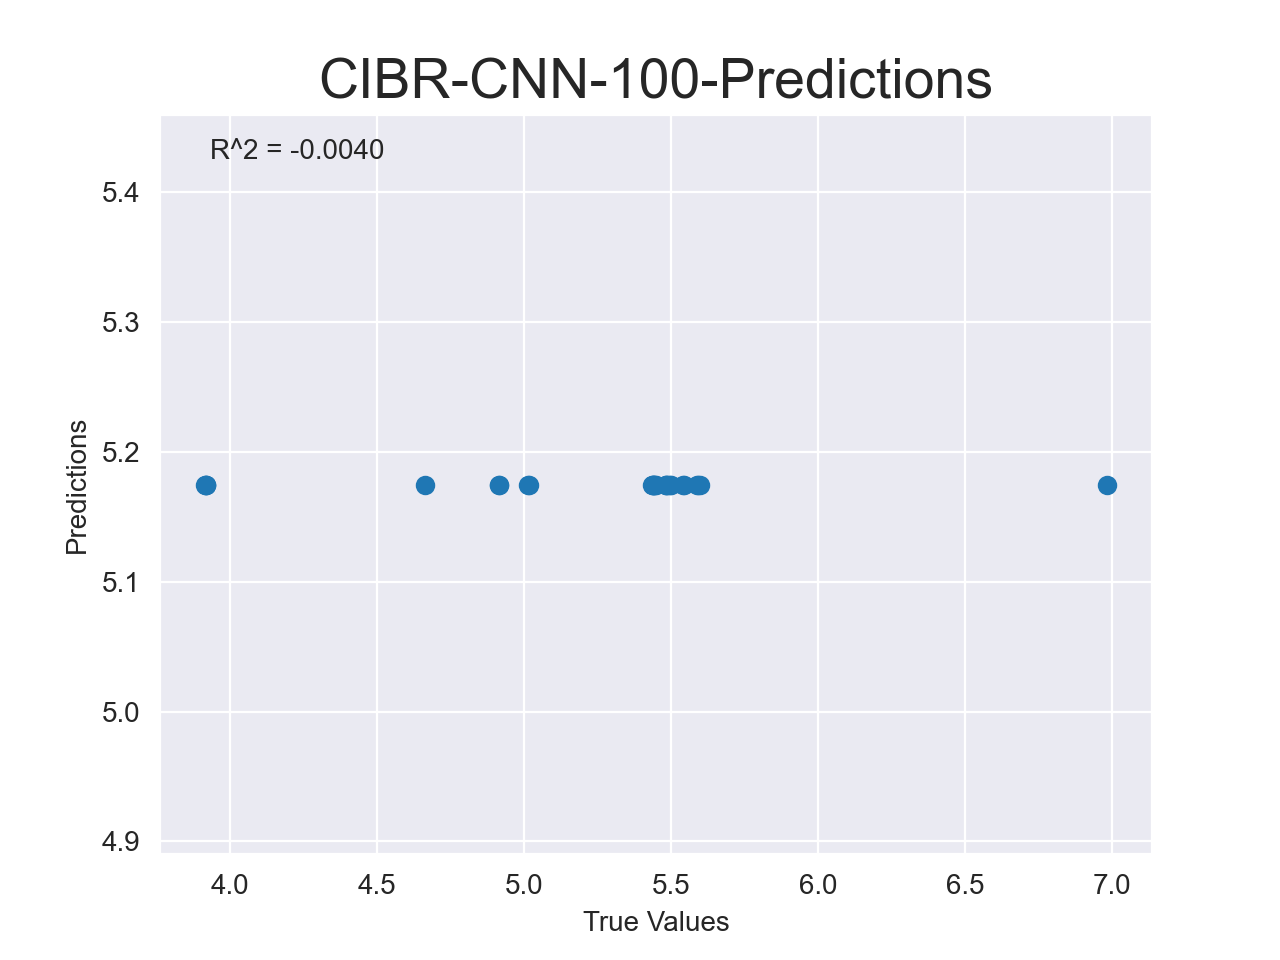 CIBR-CNN-100-Predictions
R^2 = -0.0040
5.4
5.3
5.2
5.1
5.0
4.9
Predictions
4.0 4.5 5.0 5.5 6.0 6.5 7.0
True Values